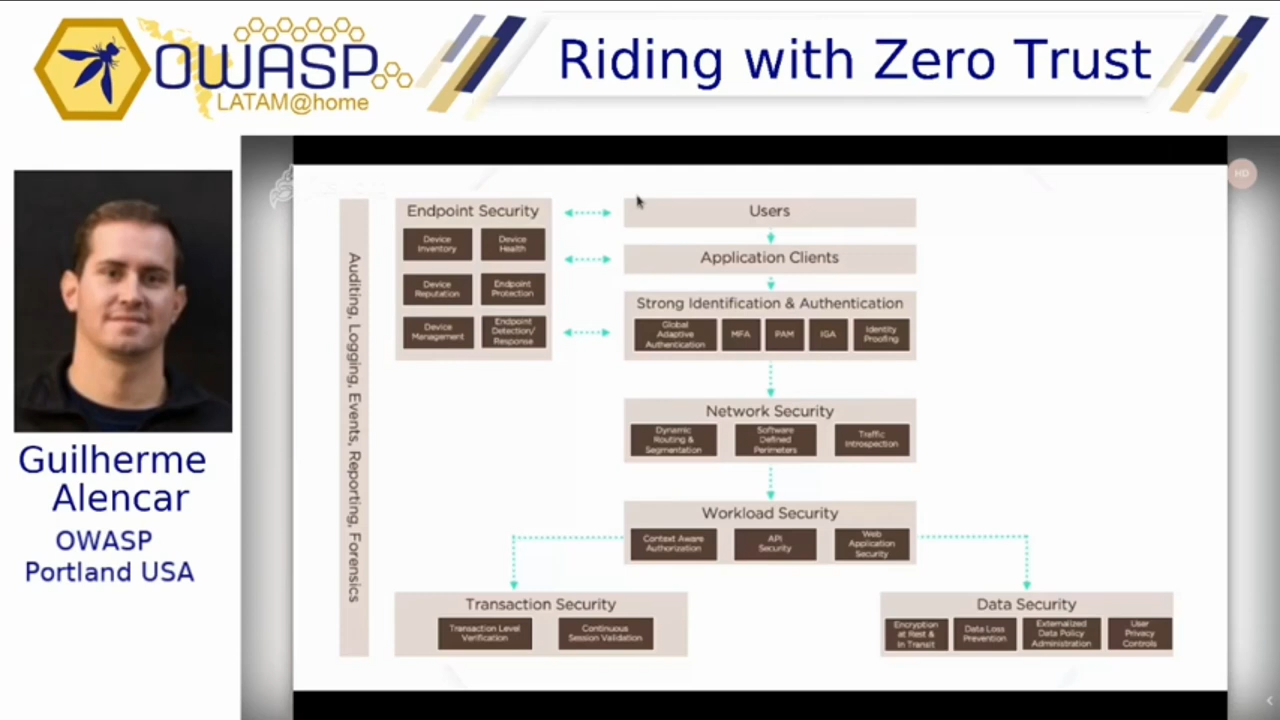 OWASP
LATAM@home
Riding with Zero Trust
HD
Guilherme
Alencar
OWASP
Portland USA
Auditing, Logging, Events, Reporting, Forensics
Endpoint Security
Device
Inventory
Device
Health
Device
Reputation
Endpoint
Protection
Device
Management
Endpoint
Detection/
Response
Users
Application Clients
Strong Identification & Authentication
Global
Adaptive
Authentication
MFA
PAM
IGA
Identity
Proofing
Network Security
Dynamic
Routing &
Segmentation
Software
Defined
Perimeters
Traffic
Introspection
Workload Security
Context Aware
Authorization
API
Security
Web
Application
Security
Transaction Security
Transaction Level
Verification
Continuous
Session Validation
Data Security
Encryption
at Rest &
in Transit
Data Loss
Prevention
Externalized
Data Policy
Administration
User
Privacy
Controls